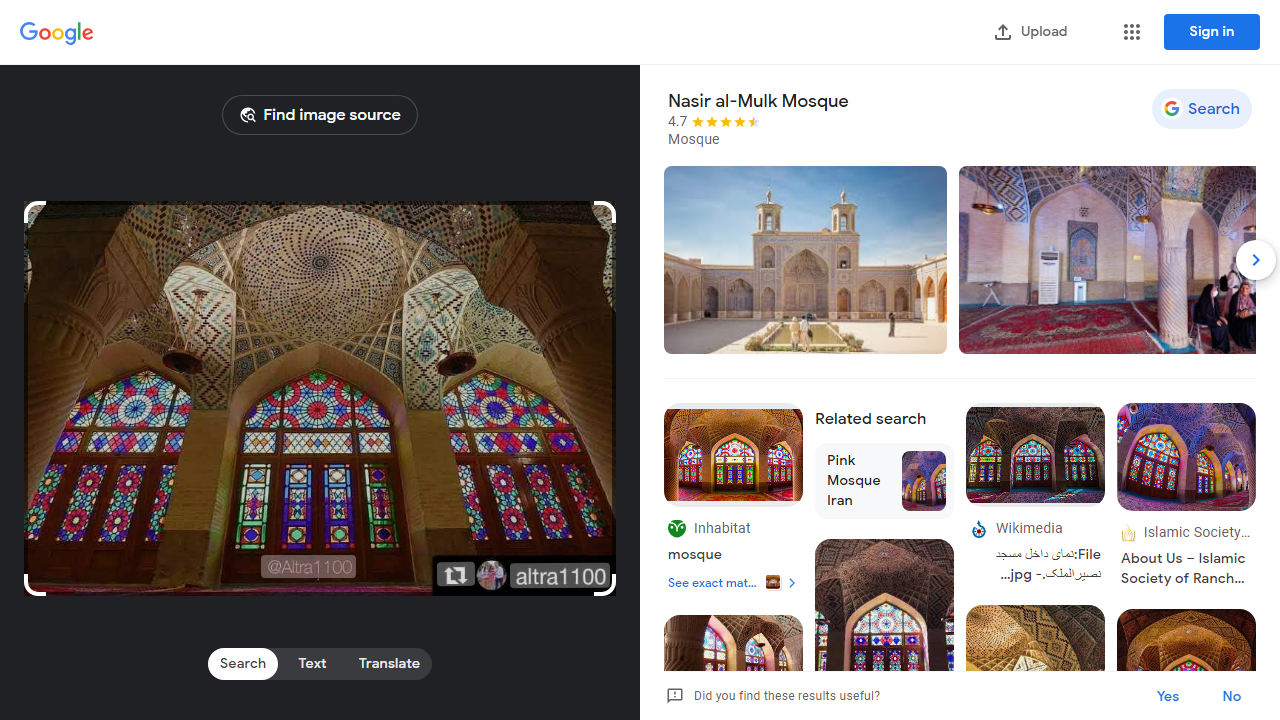 Google
Upload
Sign in
Find image source
@Altra1100
altra1100
Search
Text
Translate
Nasir al-Mulk Mosque
4.7
Mosque
Search
Inhabitat
mosque
See exact mat...
Related search
Pink
Mosque
Iran
Wikimedia
File:نمای داخل مسجد
نصیرالملک.- jpg...
Islamic Society...
About Us – Islamic
Society of Ranch...
Did you find these results useful?
Yes
No